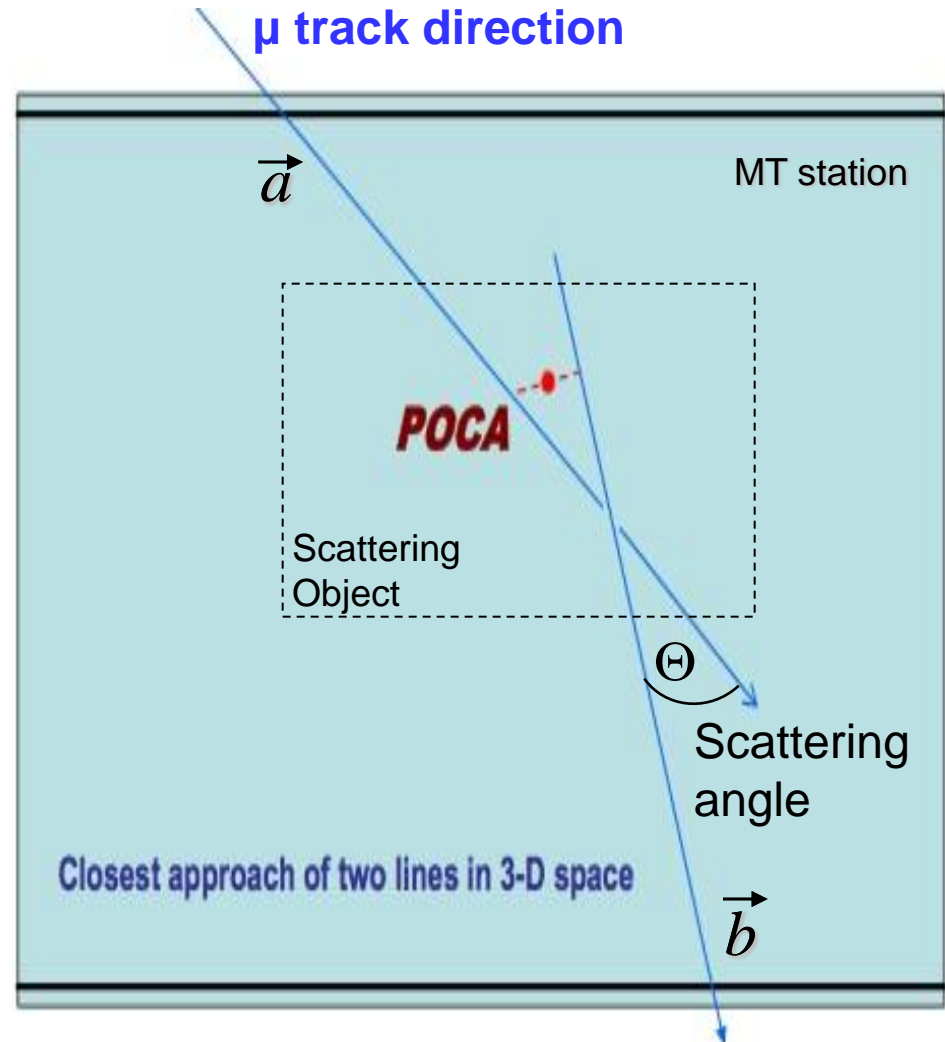 μ track direction
a
MT station
POCA
Scattering
Object
Θ
Scattering
angle
Closest approach of two lines in 3-D space
b